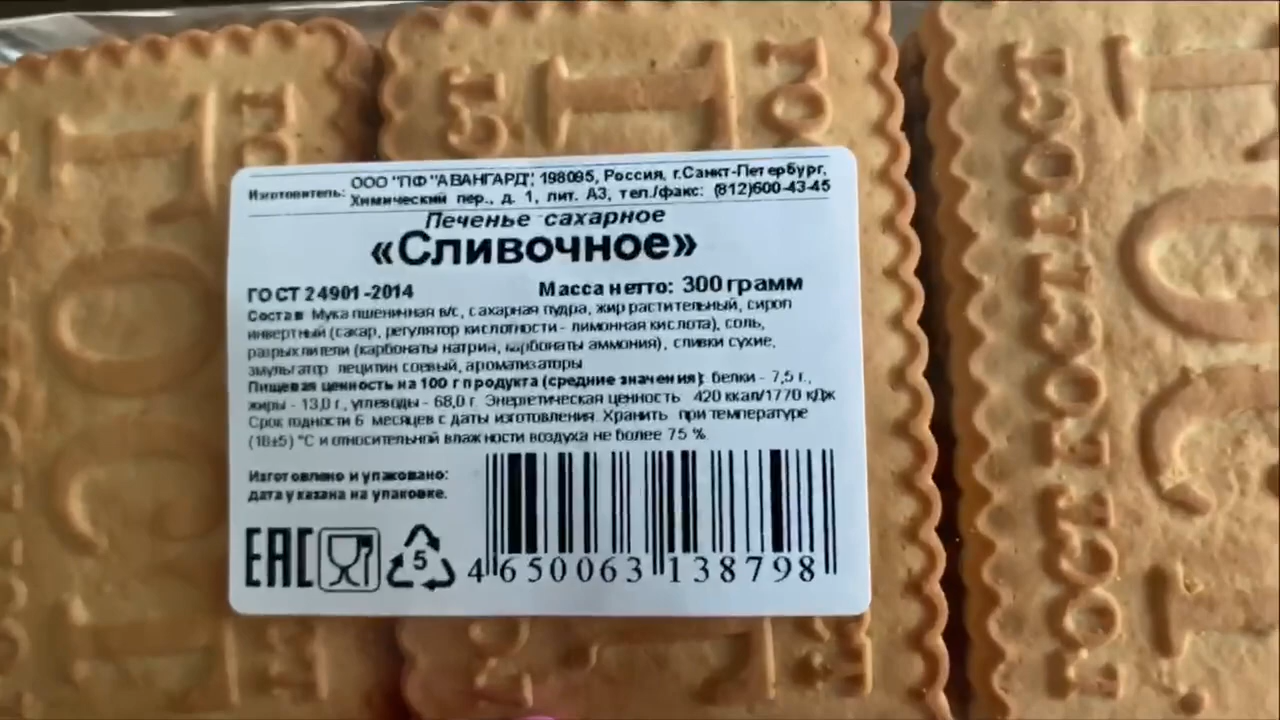 Изготовитель: ООО "ПФ "АВАНГАРД", 198095, Россия, г.Санкт-Петербург,
Химический пер., д. 1, лит. А3, тел./факс: (812)600-43-45
Печенье сахарное
«Сливочное»
ГОСТ 24901-2014 Масса нетто: 300 грамм
Состав Мука пшеничная в/с, сахарная пудра, жир растительный, сироп
инвертный (сахар, регулятор кислотности - лимонная кислота), соль,
разрыхлители (карбонаты натрия, карбонаты аммония), сливки сухие,
эмульгатор лецитин соевый, ароматизаторы
Пищевая ценность на 100 г продукта (средние значения): белки - 7,5 г.,
жиры - 13,0 г., углеводы - 68,0 г. Энергетическая ценность 420 ккал/1770 кДж
Срок годности 6 месяцев с даты изготовления. Хранить при температуре
(18±5) °С и относительной влажности воздуха не более 75 %
Изготовлено и упаковано:
дата указана на упаковке.
ЕАС
5
4 650063 138798
ГОСТ ГОСТ ГОСТ ГОСТ